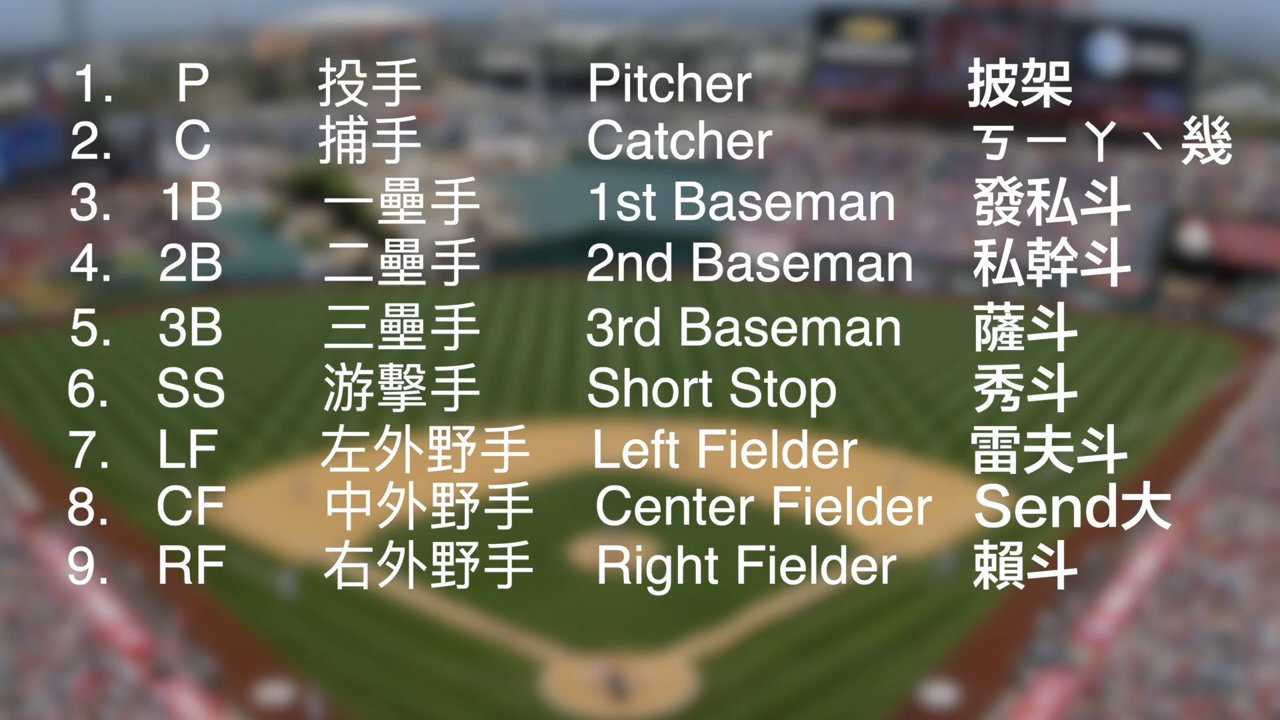 1. P 投手 Pitcher 披架
2. C 捕手 Catcher ㄎㄧㄚˋ幾
3. 1B 一壘手 1st Baseman 發私斗
4. 2B 二壘手 2nd Baseman 私幹斗
5. 3B 三壘手 3rd Baseman 薩斗
6. SS 游擊手 Short Stop 秀斗
7. LF 左外野手 Left Fielder 雷夫斗
8. CF 中外野手 Center Fielder Send大
9. RF 右外野手 Right Fielder 賴斗